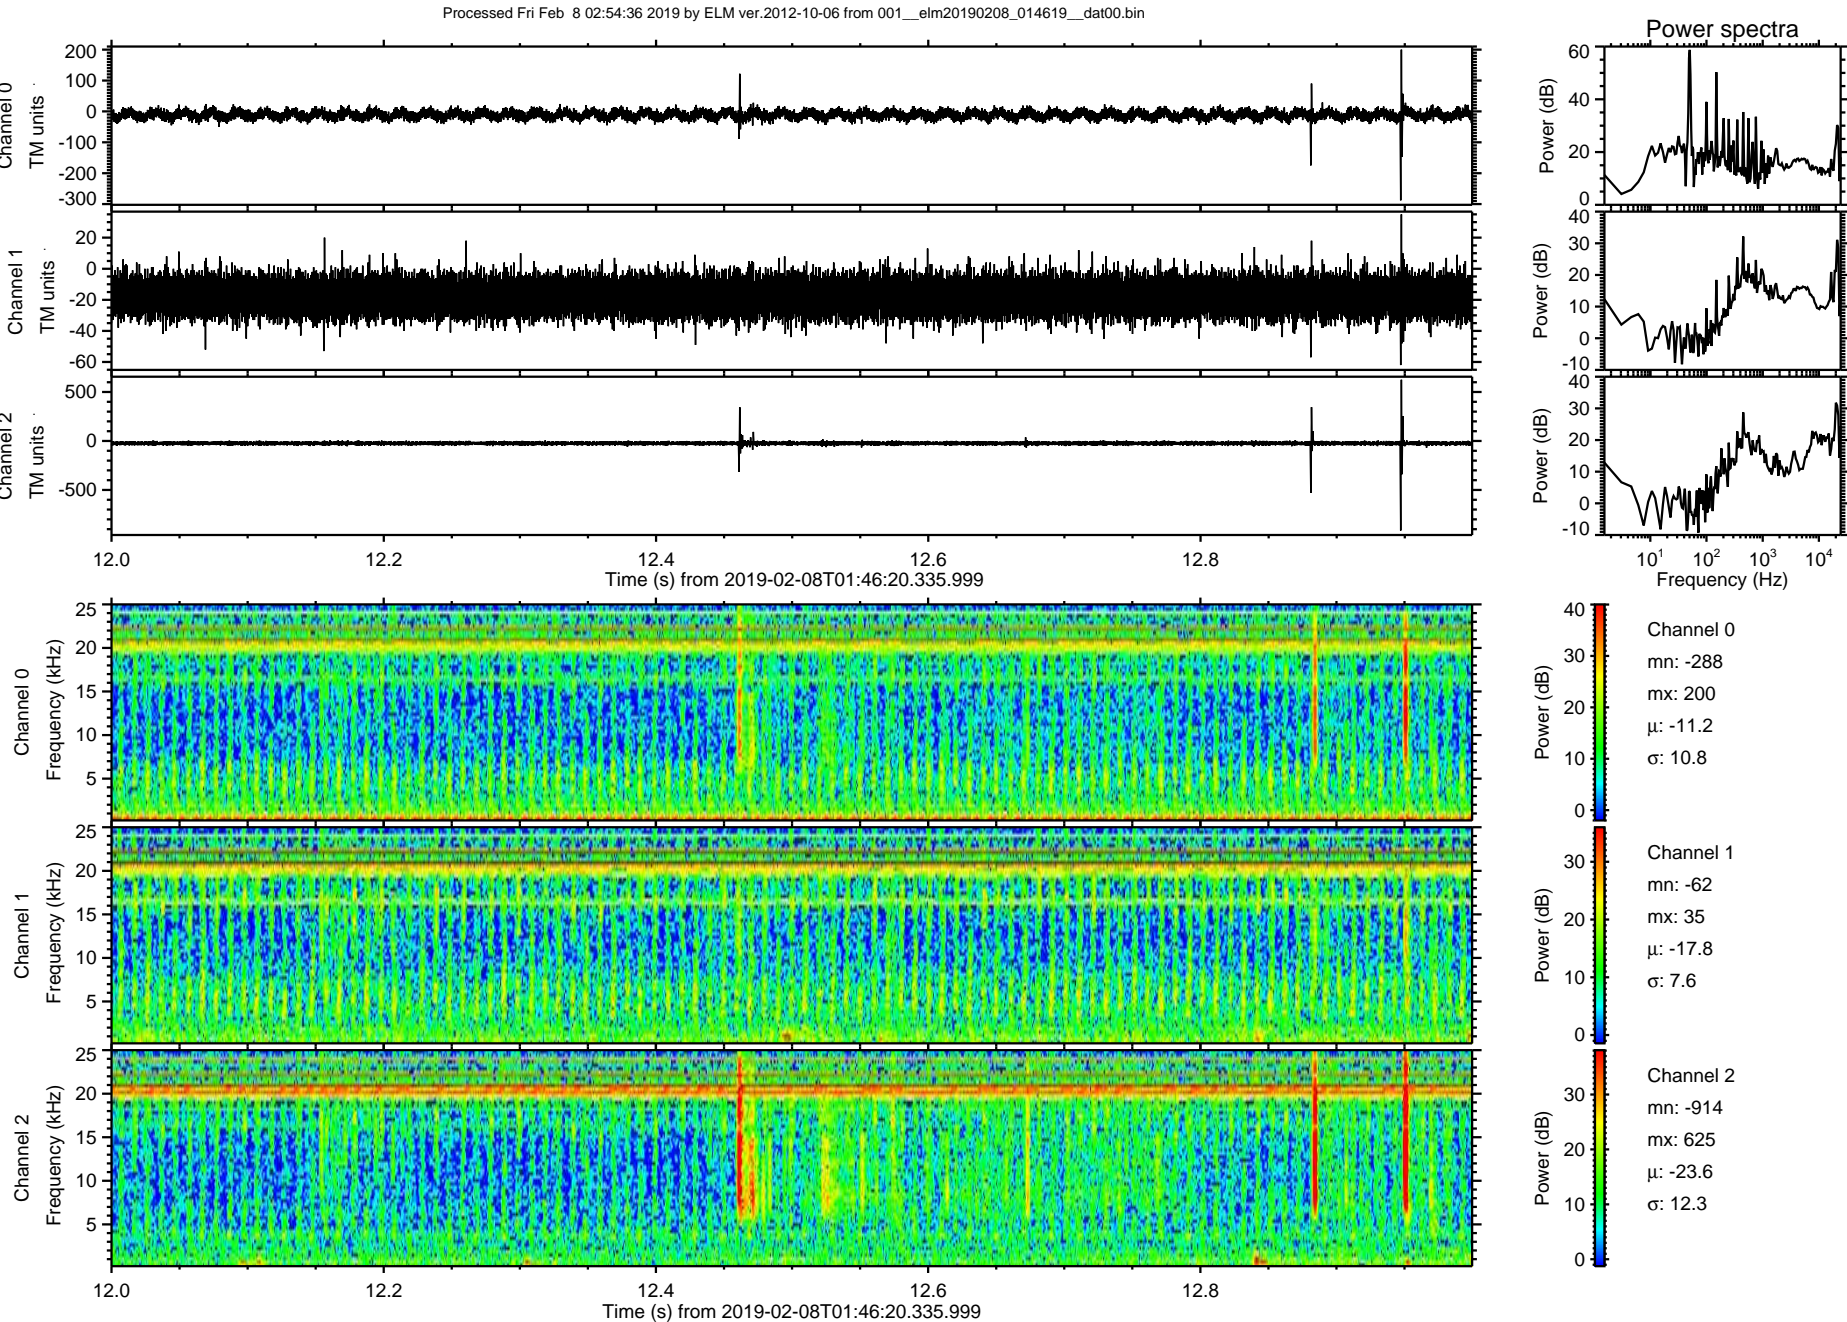 Processed Fri Feb  8 02:54:36 2019 by ELM ver.2012-10-06 from 001__elm20190208_014619__dat00.bin
Power spectra
Channel 0
TM units
200
100
0
-100
-200
-300
Power (dB)
60
40
20
0
Channel 1
TM units
20
0
-20
-40
-60
Power (dB)
40
30
20
10
0
-10
Channel 2
TM units
500
0
-500
Power (dB)
40
30
20
10
0
-10
12.0 12.2 12.4 12.6 12.8
Time (s) from 2019-02-08T01:46:20.335.999
10^1 10^2 10^3 10^4
Frequency (Hz)
Channel 0
Frequency (kHz)
25
20
15
10
5
Power (dB)
40
30
20
10
0
Channel 0
mn: -288
mx: 200
μ: -11.2
σ: 10.8
Channel 1
Frequency (kHz)
25
20
15
10
5
Power (dB)
30
20
10
0
Channel 1
mn: -62
mx: 35
μ: -17.8
σ: 7.6
Channel 2
Frequency (kHz)
25
20
15
10
5
Power (dB)
30
20
10
0
Channel 2
mn: -914
mx: 625
μ: -23.6
σ: 12.3
12.0 12.2 12.4 12.6 12.8
Time (s) from 2019-02-08T01:46:20.335.999